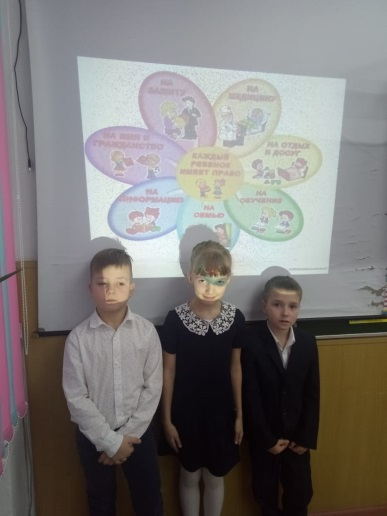 НА
ЗАЩИТУ
НА
МЕДИЦИНУ
НА ИМЯ И
ГРАЖДАНСТВО
КАЖДЫЙ
РЕБЕНОК
ИМЕЕТ ПРАВО
НА ОТДЫХ
И ДОСУГ
НА
ИНФОРМАЦИЮ
НА
СЕМЬЮ
НА
ОБУЧЕНИЕ